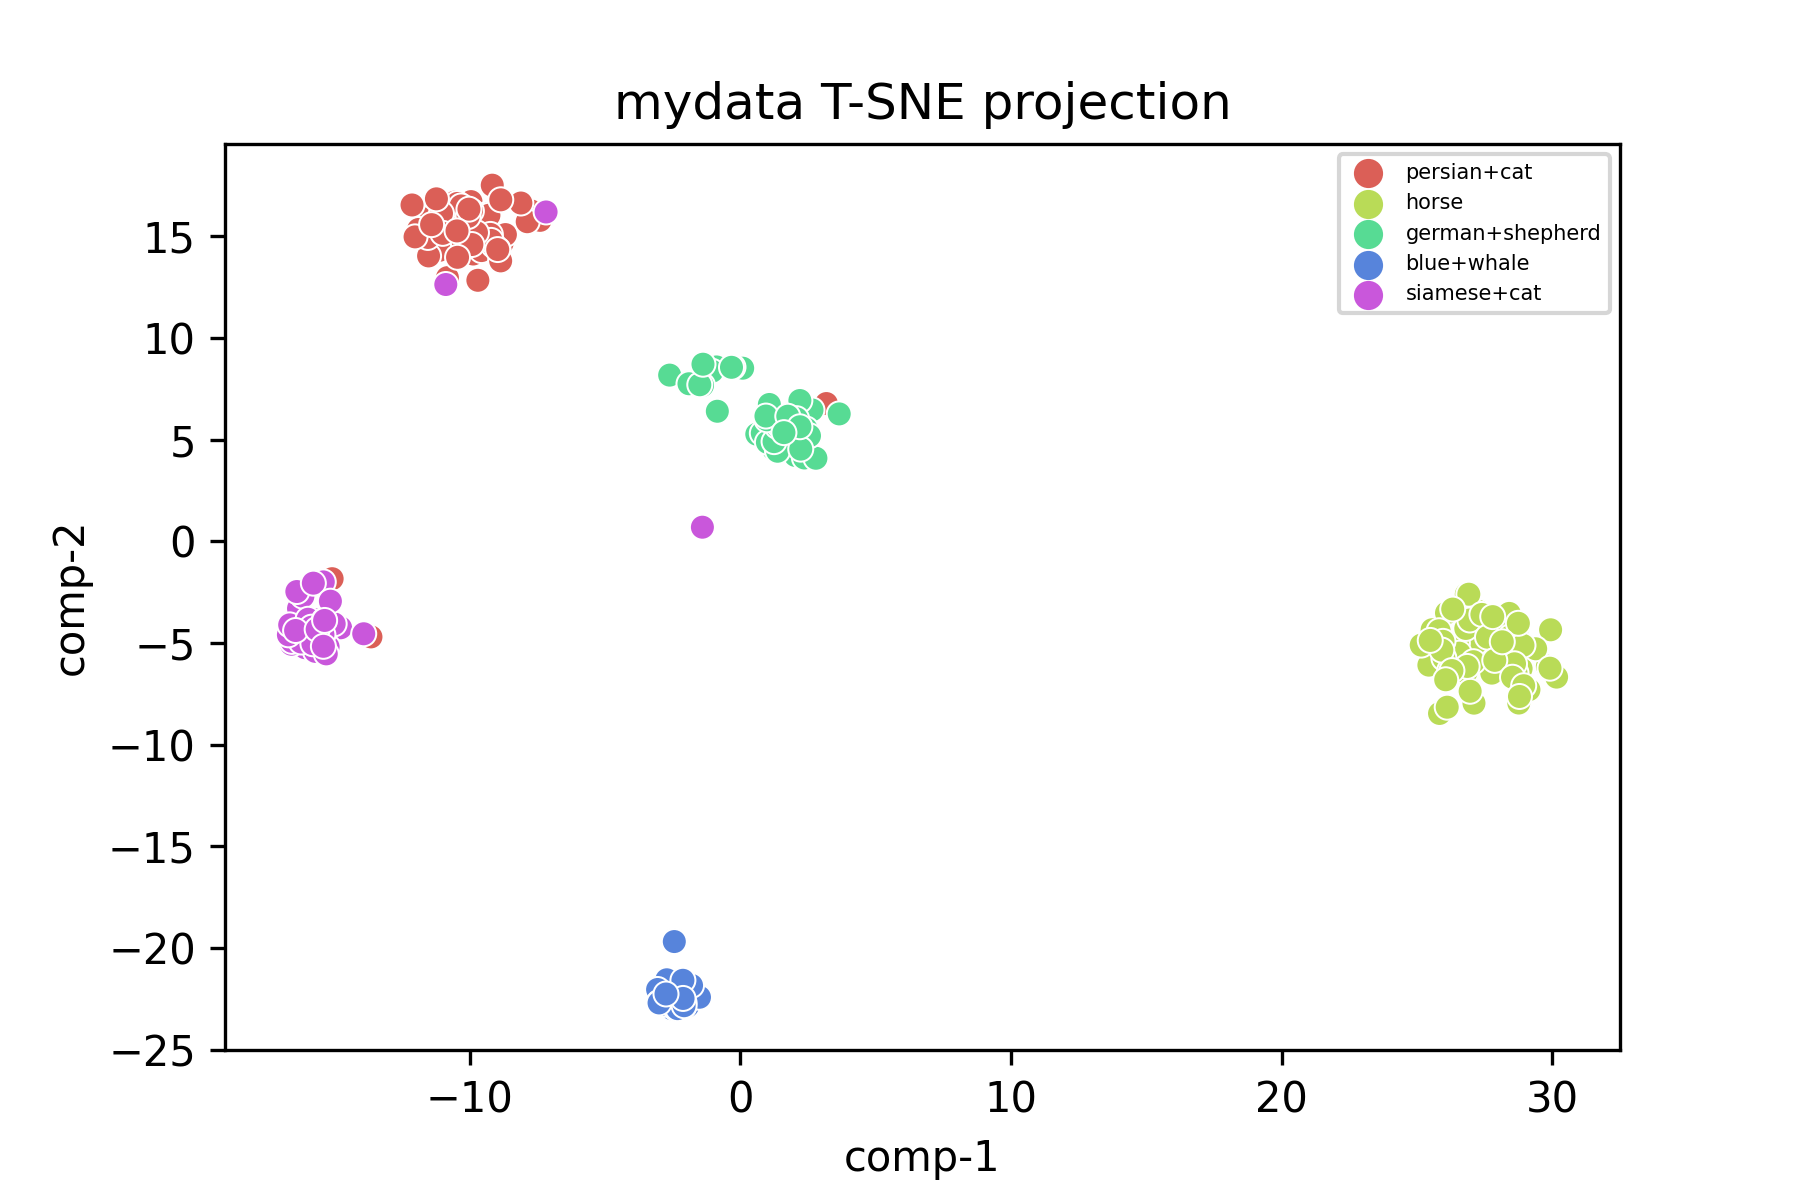 mydata T-SNE projection
persian+cat
horse
german+shepherd
blue+whale
siamese+cat
15
10
5
0
−5
−10
−15
−20
−25
comp-2
−10 0 10 20 30
comp-1